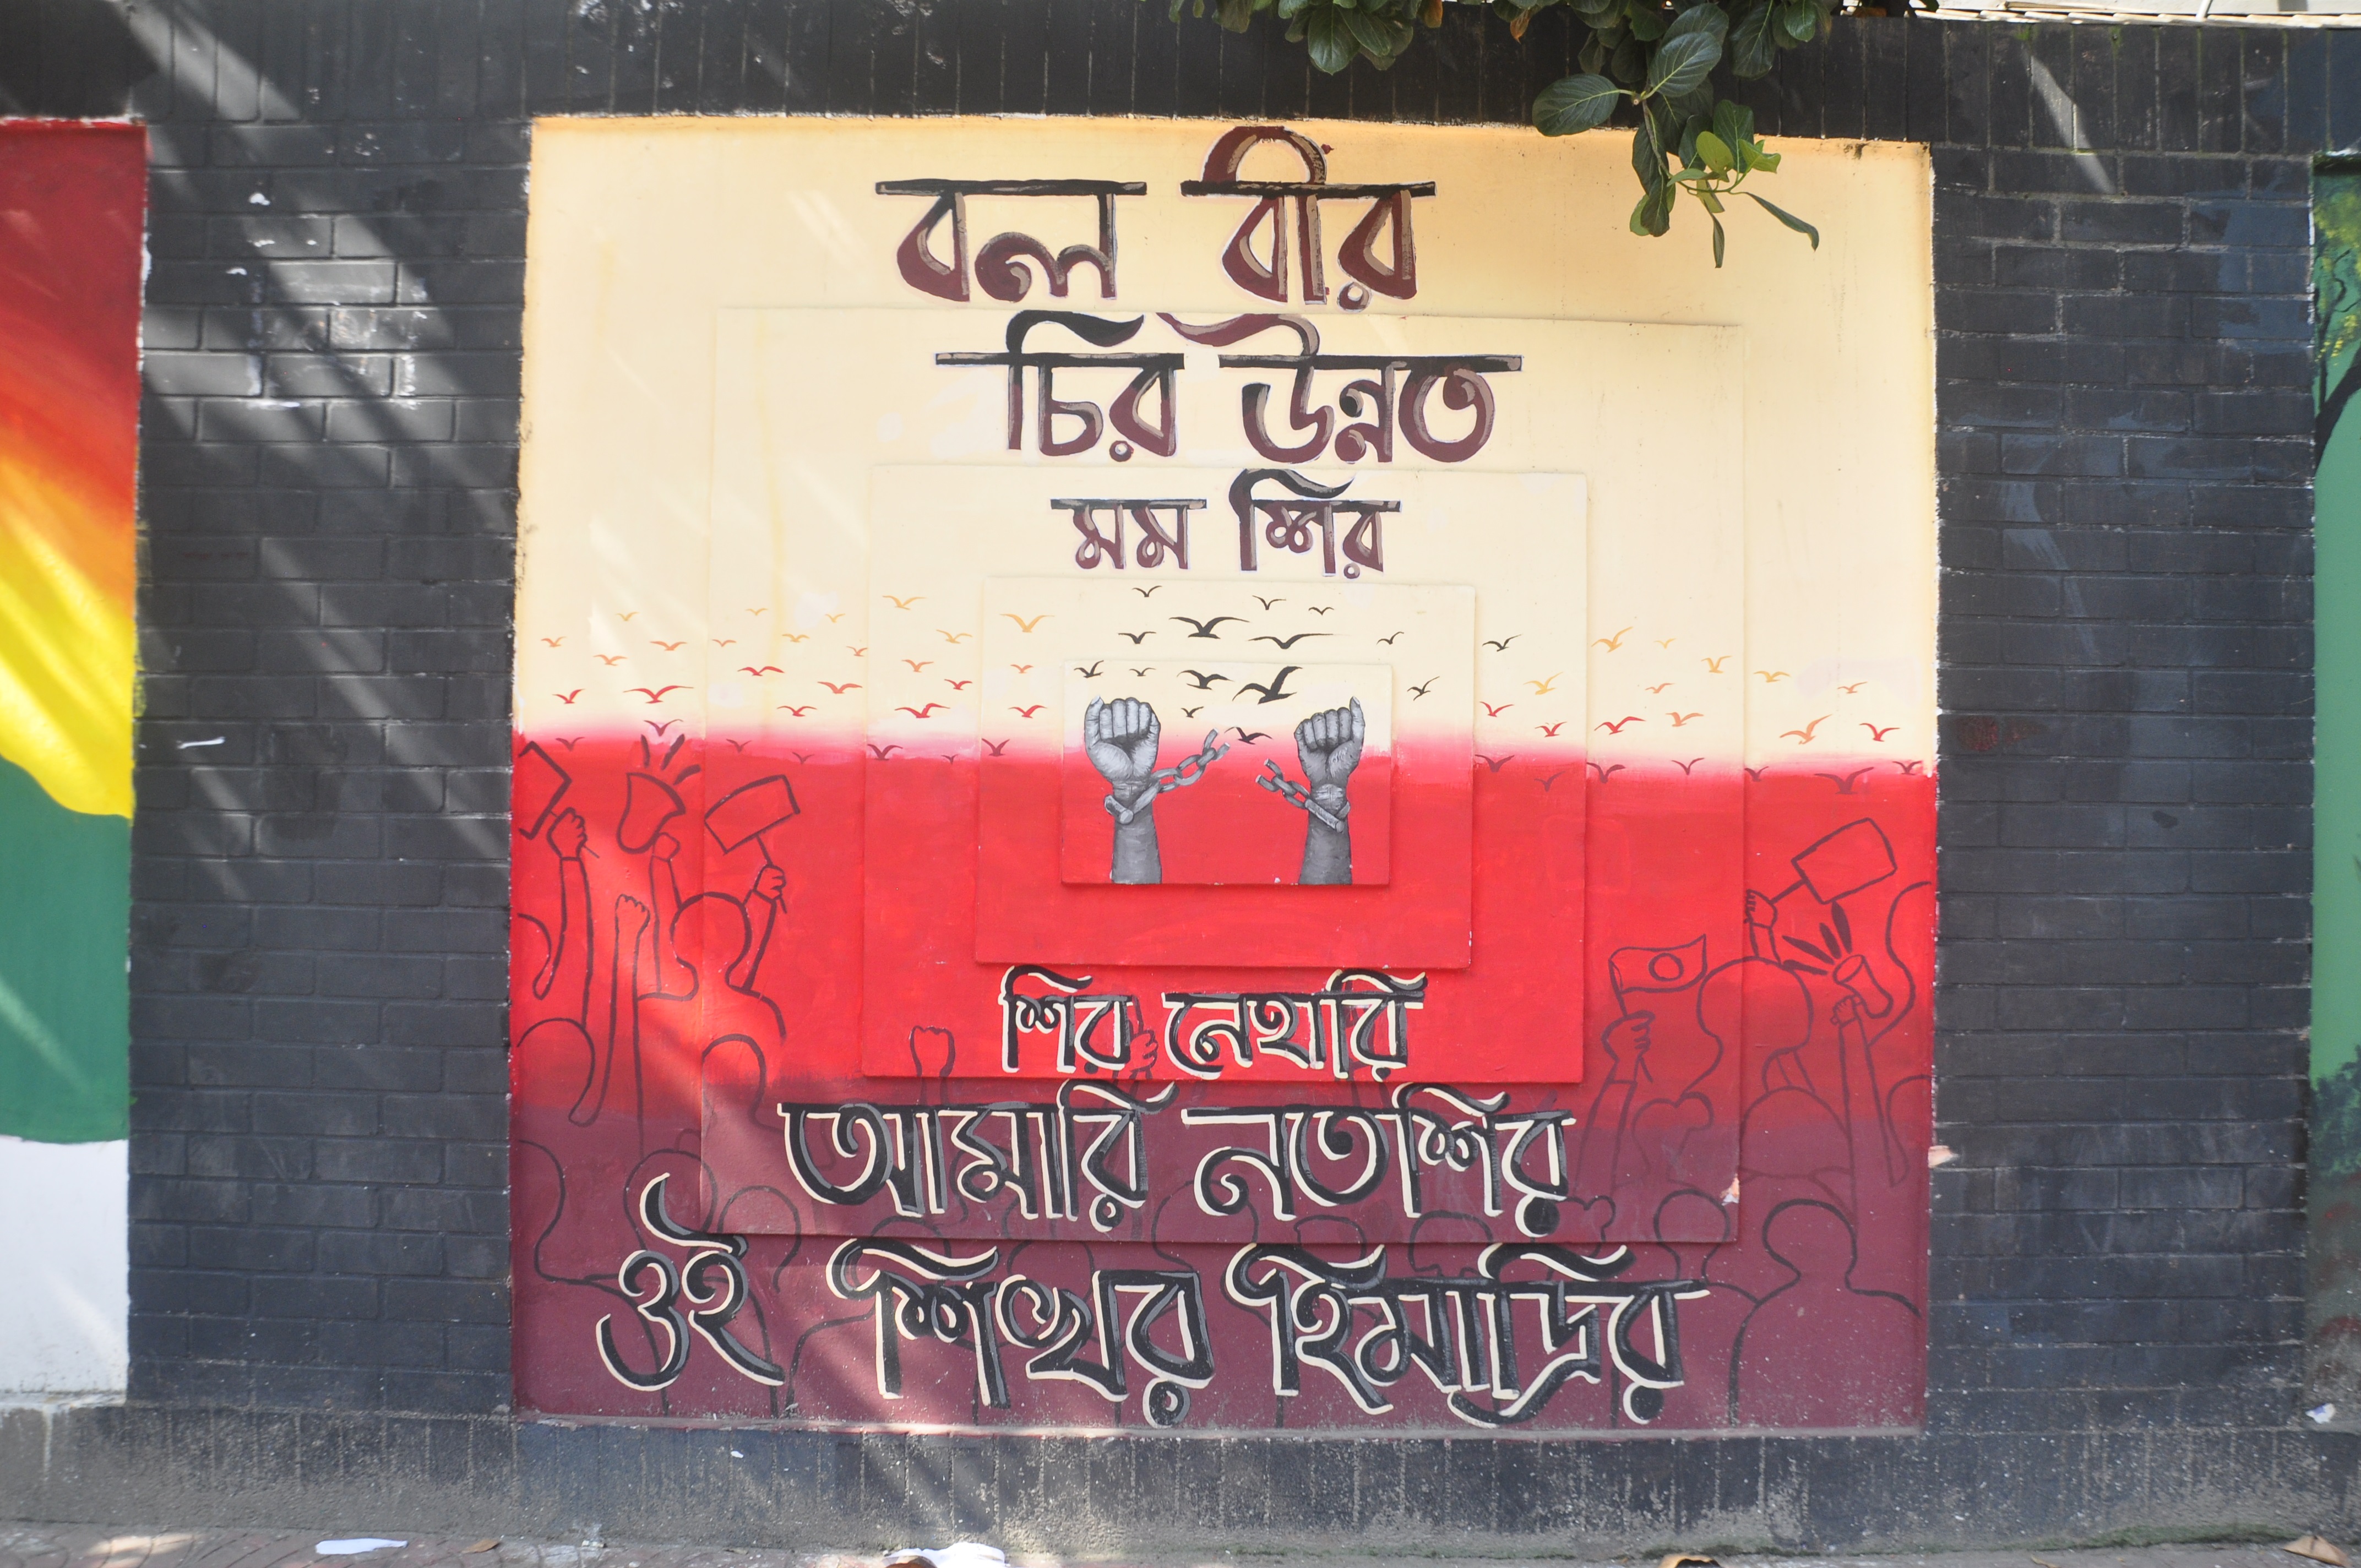 বল বীর
চির উন্নত
মম শির
শির নেহারি
আমারি নতশির
ওই শিখর হিমাদ্রির